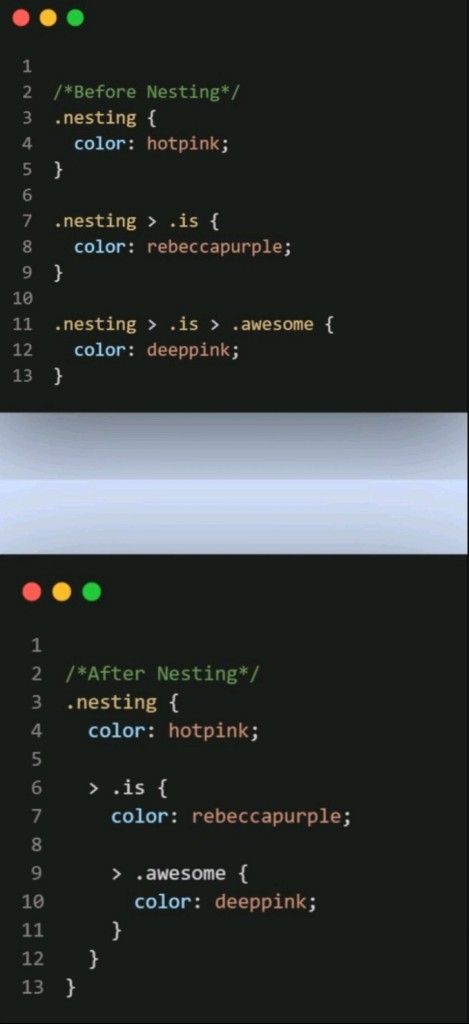 1
2 /*Before Nesting*/
3 .nesting {
4   color: hotpink;
5 }
6
7 .nesting > .is {
8   color: rebeccapurple;
9 }
10
11 .nesting > .is > .awesome {
12   color: deeppink;
13 }
1
2 /*After Nesting*/
3 .nesting {
4   color: hotpink;
5
6   > .is {
7     color: rebeccapurple;
8
9     > .awesome {
10       color: deeppink;
11     }
12   }
13 }